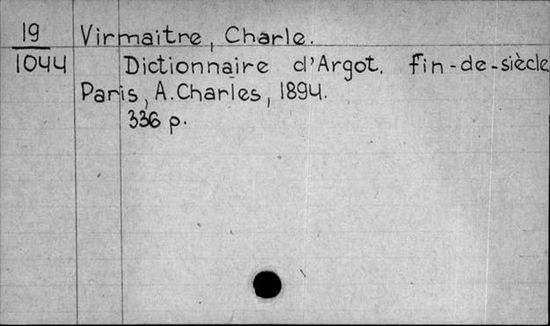 19 Virmaitre, Charle.
1044 Dictionnaire d'Argot. fin-de-siècle
Paris, A. Charles, 1894.
336 p.